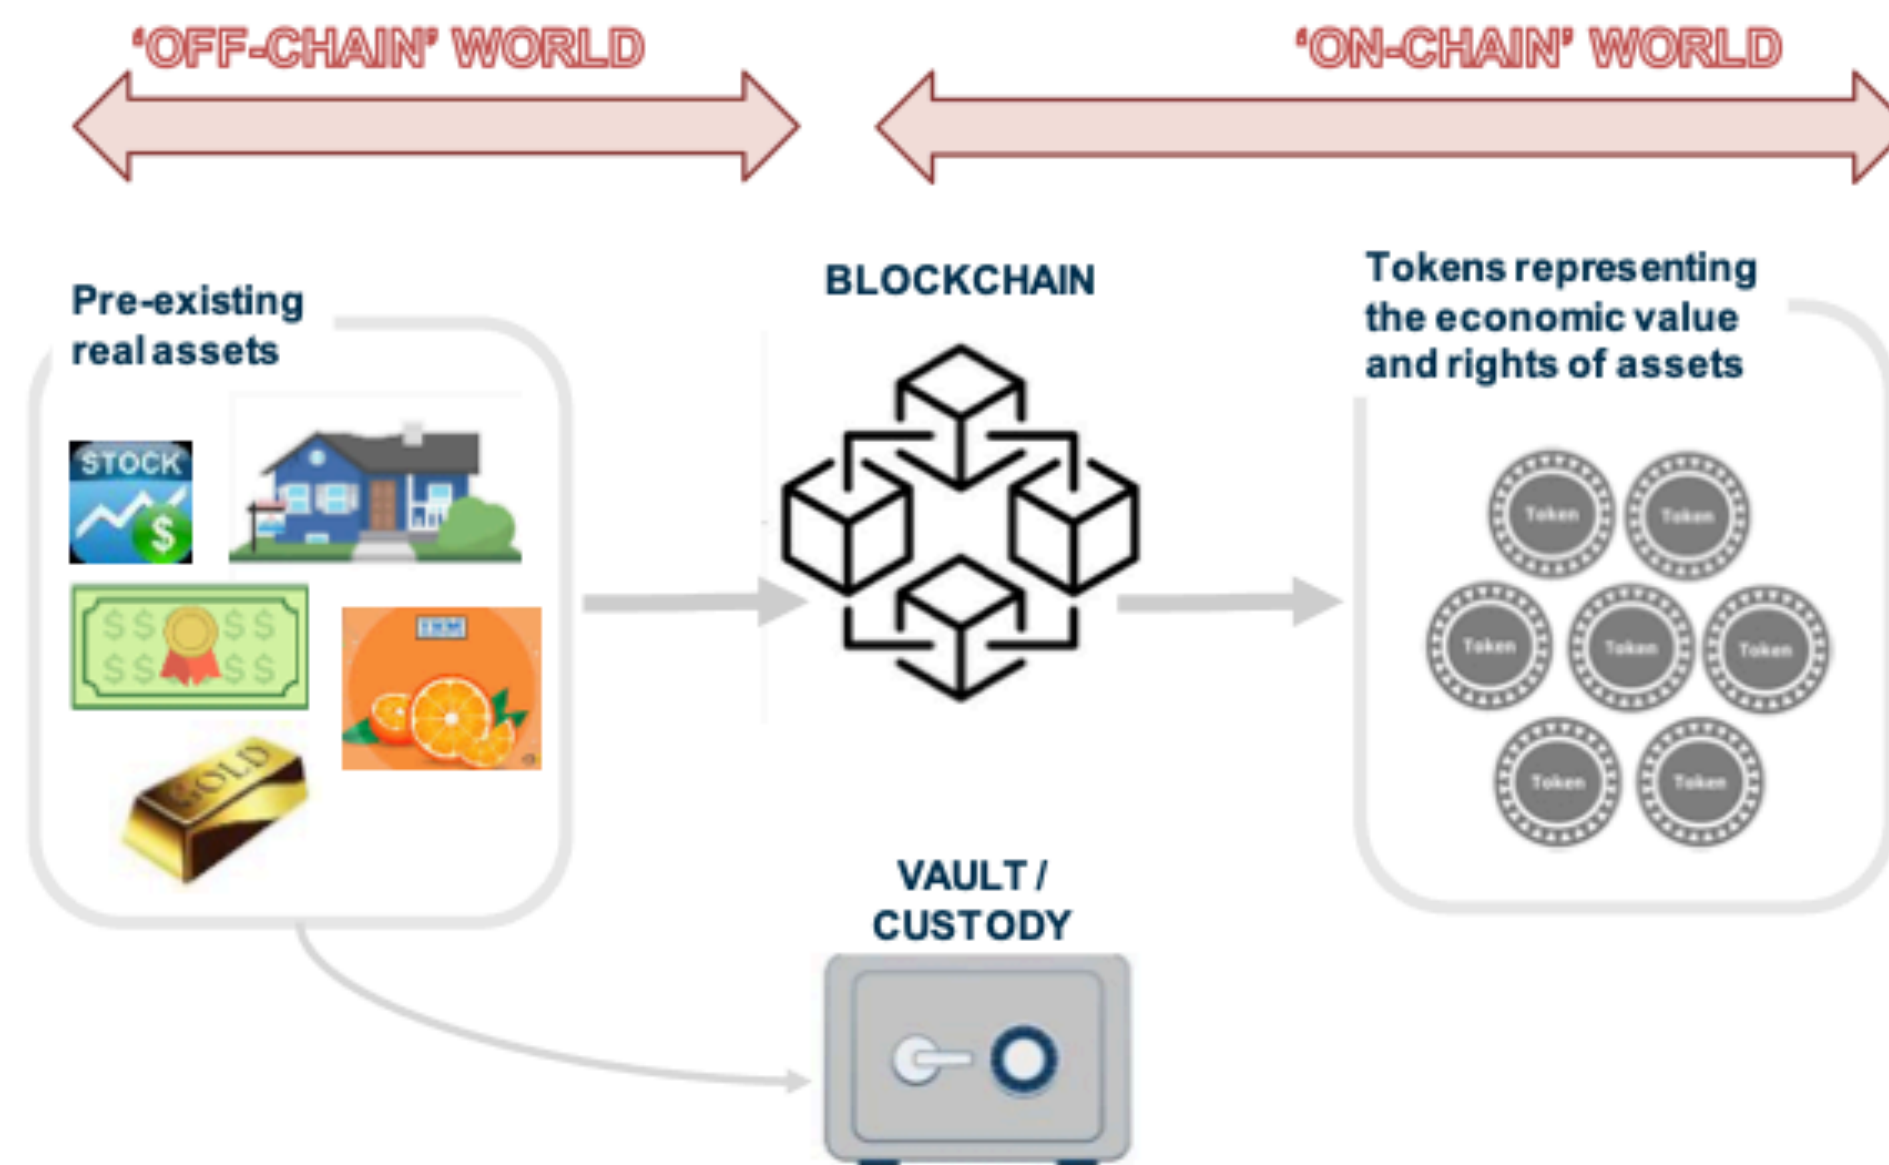 ‘OFF-CHAIN’ WORLD
‘ON-CHAIN’ WORLD
Pre-existing
real assets
STOCK
$
$$ $$
$$ $$
GOLD
BLOCKCHAIN
VAULT /
CUSTODY
Tokens representing
the economic value
and rights of assets
Token
Token
Token
Token
Token
Token
Token